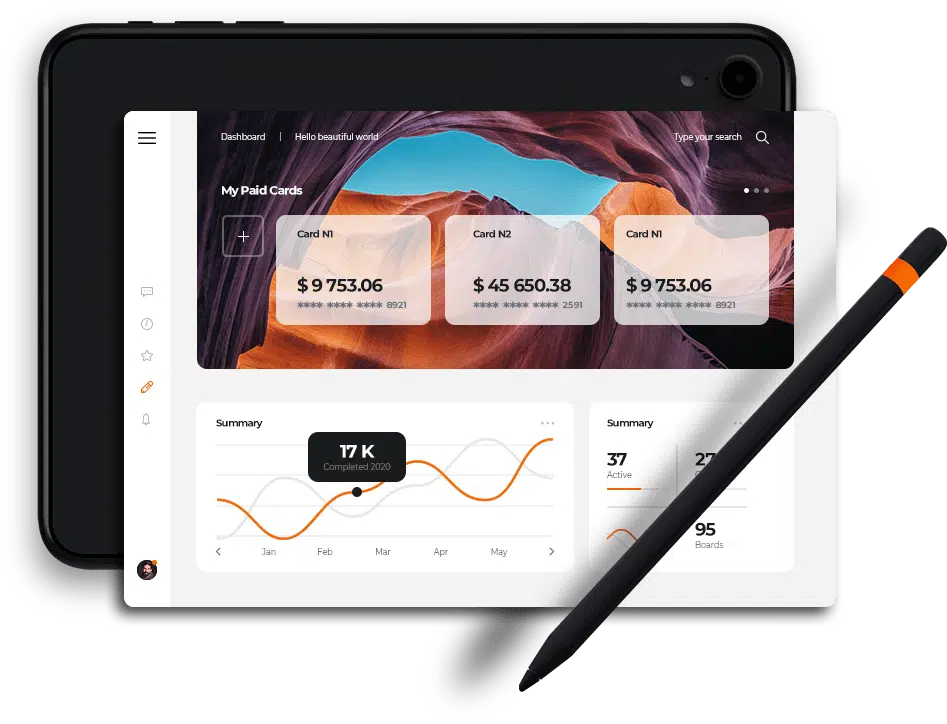 Dashboard | Hello beautiful world Type your search
My Paid Cards
Card N1
$ 9 753.06
**** **** **** 8921
Card N2
$ 45 650.38
**** **** **** 2591
Card N1
$ 9 753.06
**** **** **** 8921
Summary
17 K
Completed 2020
Jan Feb Mar Apr May
Summary
37
Active
27
95
Boards